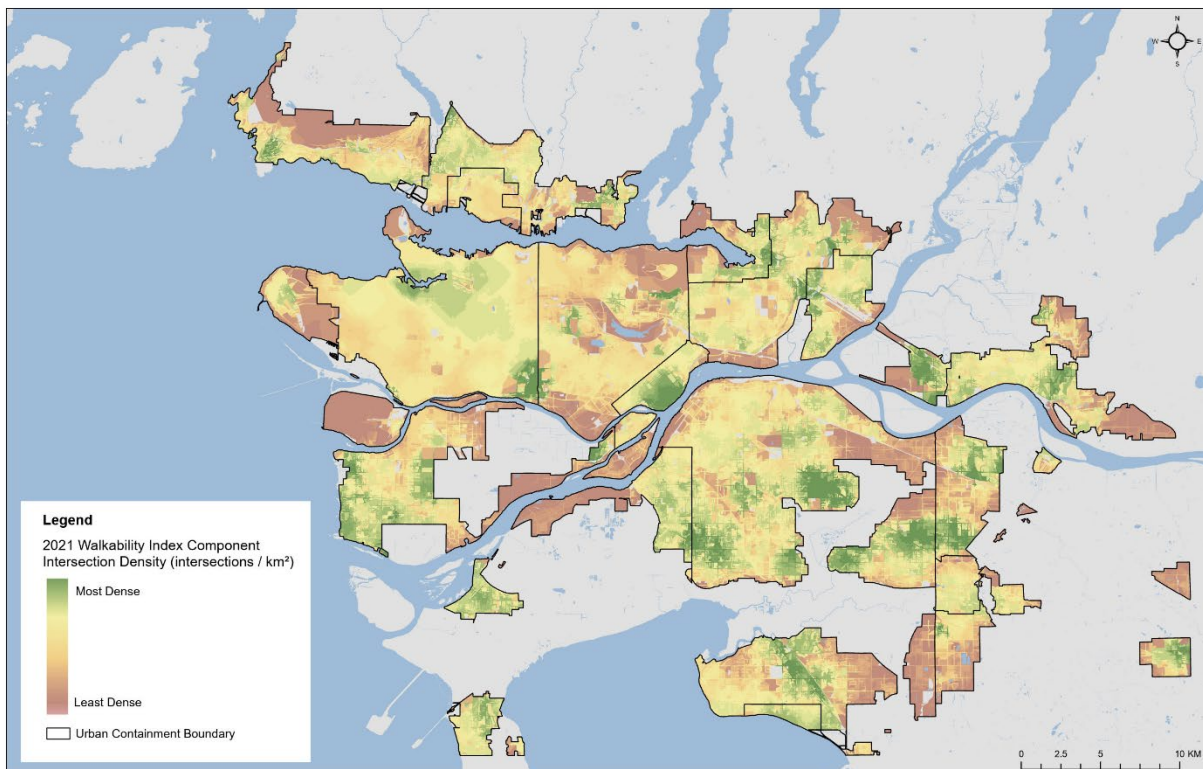 N
W E
S
Legend
2021 Walkability Index Component
Intersection Density (intersections / km²)
Most Dense
Least Dense
Urban Containment Boundary
0 2.5 5 10 KM